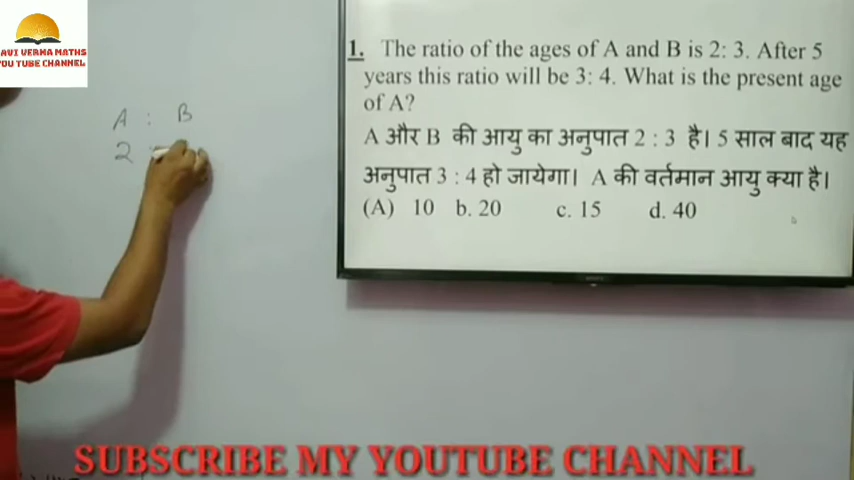 AVI VERMA MATHS
YOU TUBE CHANNEL
A : B
2
1. The ratio of the ages of A and B is 2: 3. After 5
years this ratio will be 3: 4. What is the present age
of A?
A और B की आयु का अनुपात 2 : 3 है। 5 साल बाद यह
अनुपात 3 : 4 हो जायेगा। A की वर्तमान आयु क्या है।
(A) 10 b. 20 c. 15 d. 40
SUBSCRIBE MY YOUTUBE CHANNEL